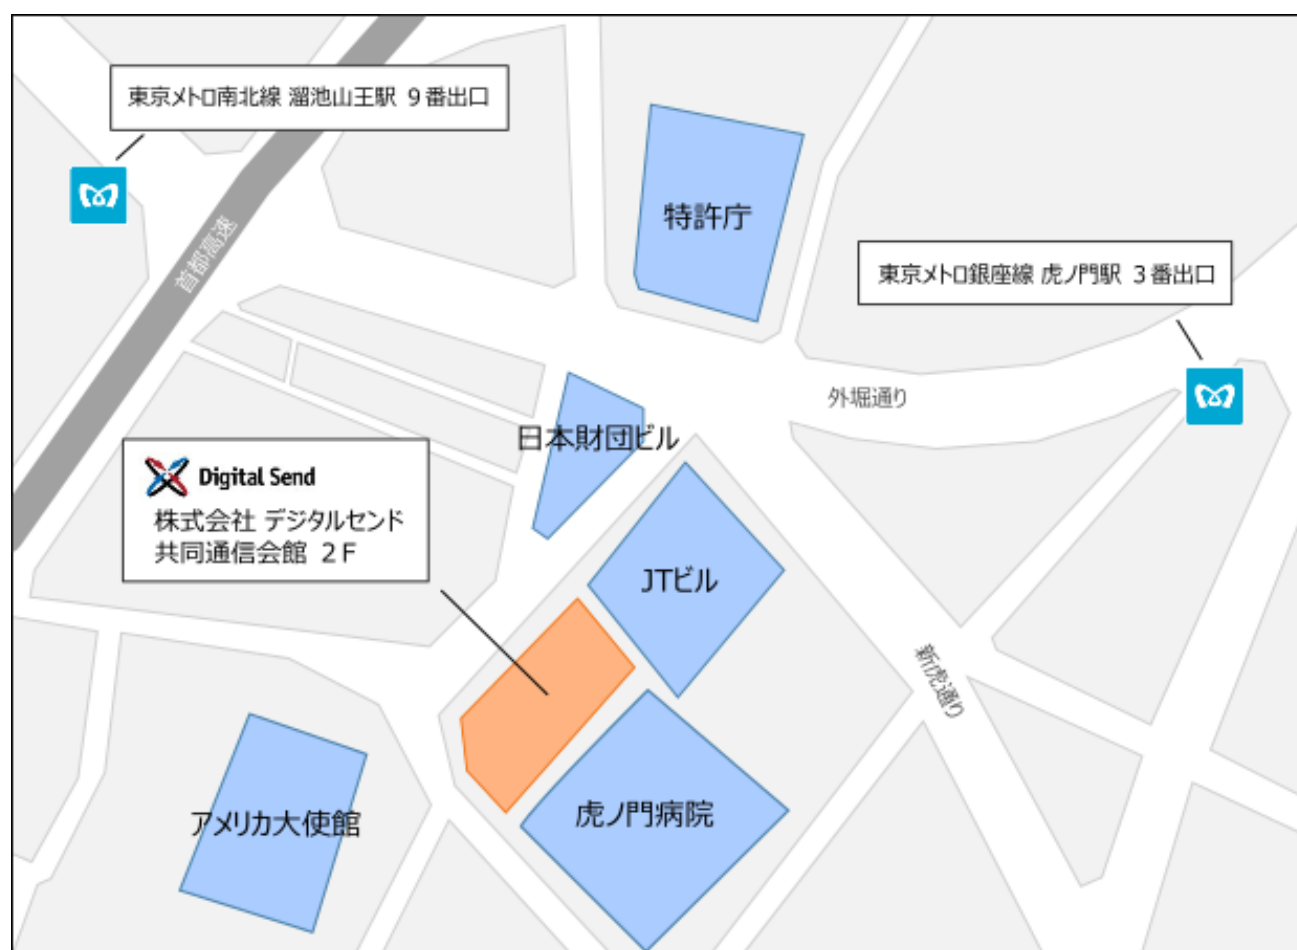 東京メトロ南北線 溜池山王駅 9番出口
首都高速
特許庁
東京メトロ銀座線 虎ノ門駅 3番出口
外堀通り
日本財団ビル
Digital Send
株式会社 デジタルセンド
共同通信会館 2F
JTビル
新虎通り
アメリカ大使館
虎ノ門病院